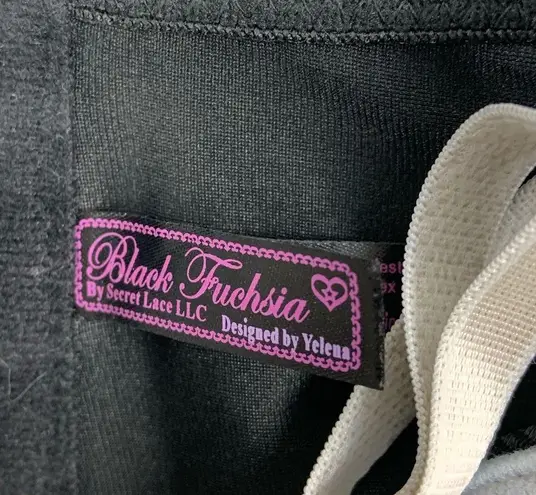 Black Fuchsia
By Secret Lace LLC
Designed by Yelena